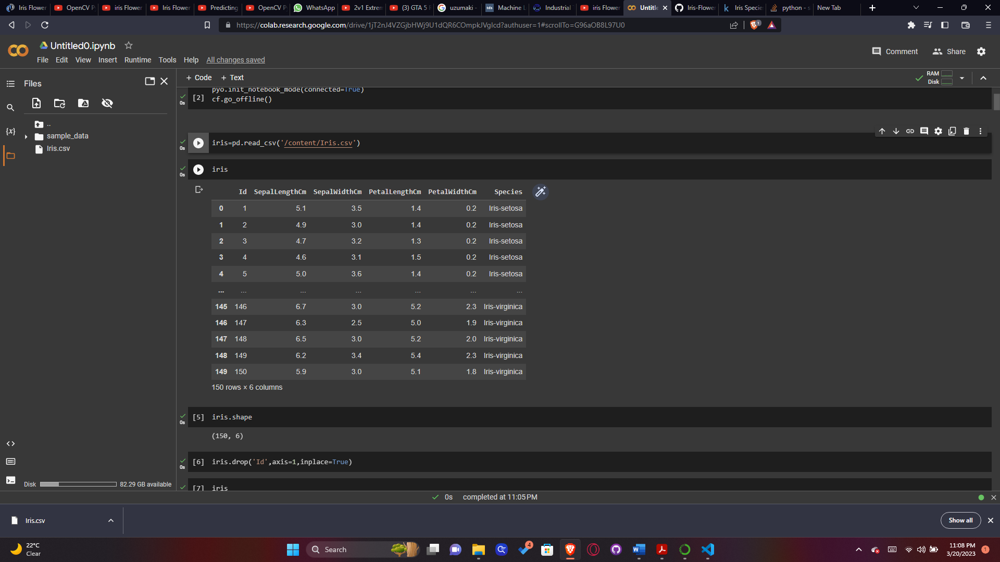 Iris Flower
OpenCV P
iris Flower
Iris Flower
Predicting
OpenCV P
WhatsApp
2v1 Extrem
(3) GTA 5 F
uzumaki -
tds Machine L
Industrial
iris Flower
Untitle
Iris-Flower
Iris Specie
python - s
New Tab
https://colab.research.google.com/drive/1jT2nJ4VZGjbHWj9U1dQR6COmpkJVglcd?authuser=1#scrollTo=G96aOB8L97U0
Untitled0.ipynb
File Edit View Insert Runtime Tools Help All changes saved
Comment Share
Files
+ Code + Text
RAM
Disk
..
sample_data
Iris.csv
pyo.init_notebook_mode(connected=True)
[2] cf.go_offline()
0s
iris=pd.read_csv('/content/Iris.csv')
0s
iris
0s
Id SepalLengthCm SepalWidthCm PetalLengthCm PetalWidthCm Species
0 1 5.1 3.5 1.4 0.2 Iris-setosa
1 2 4.9 3.0 1.4 0.2 Iris-setosa
2 3 4.7 3.2 1.3 0.2 Iris-setosa
3 4 4.6 3.1 1.5 0.2 Iris-setosa
4 5 5.0 3.6 1.4 0.2 Iris-setosa
... ... ... ... ... ... ...
145 146 6.7 3.0 5.2 2.3 Iris-virginica
146 147 6.3 2.5 5.0 1.9 Iris-virginica
147 148 6.5 3.0 5.2 2.0 Iris-virginica
148 149 6.2 3.4 5.4 2.3 Iris-virginica
149 150 5.9 3.0 5.1 1.8 Iris-virginica
150 rows × 6 columns
[5] iris.shape
0s
(150, 6)
[6] iris.drop('Id',axis=1,inplace=True)
0s
[7] iris
Disk 82.29 GB available
0s completed at 11:05 PM
Iris.csv
Show all
22°C
Clear
Search
4
11:08 PM
3/20/2023
1